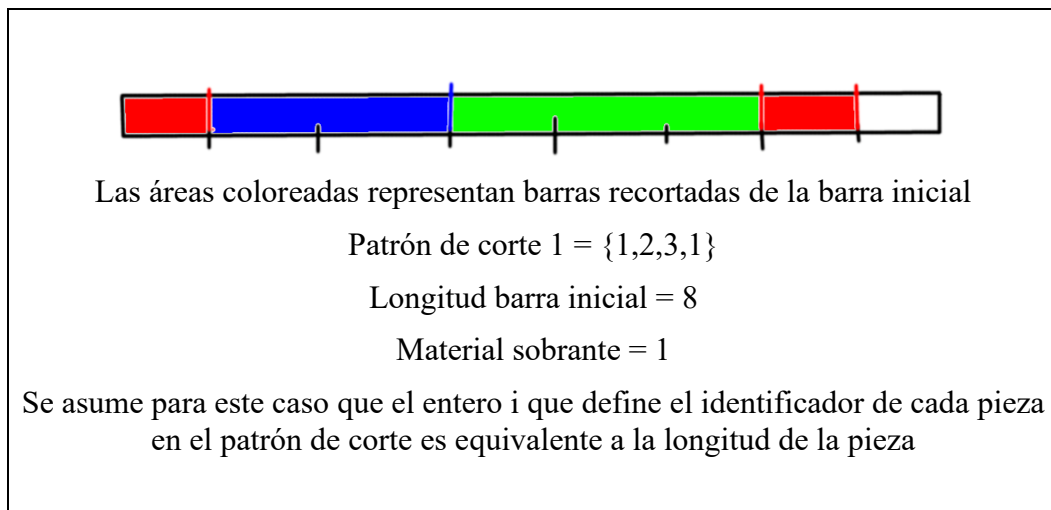 Las áreas coloreadas representan barras recortadas de la barra inicial
Patrón de corte 1 = {1,2,3,1}
Longitud barra inicial = 8
Material sobrante = 1
Se asume para este caso que el entero i que define el identificador de cada pieza
en el patrón de corte es equivalente a la longitud de la pieza